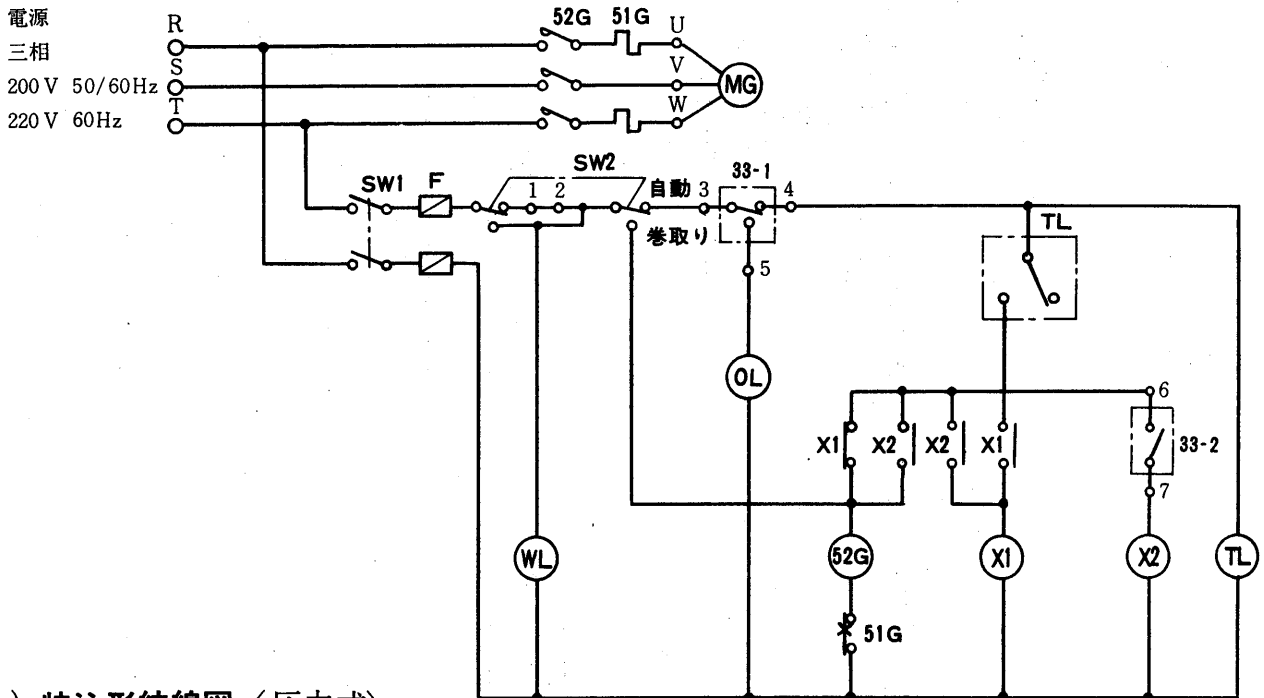 電源
三相
200 V 50/60Hz
220 V 60Hz
R
S
T
52G 51G
U
V
W
MG
SW1 F
SW2
1 2
自動 3
巻取り
33-1
4
5
TL
OL
X1 X2 X2 X1
6
33-2
7
WL
52G
X1
X2
TL
51G